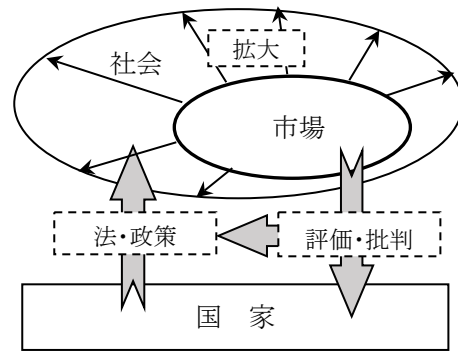 拡大
社会
市場
法・政策
評価・批判
国 家